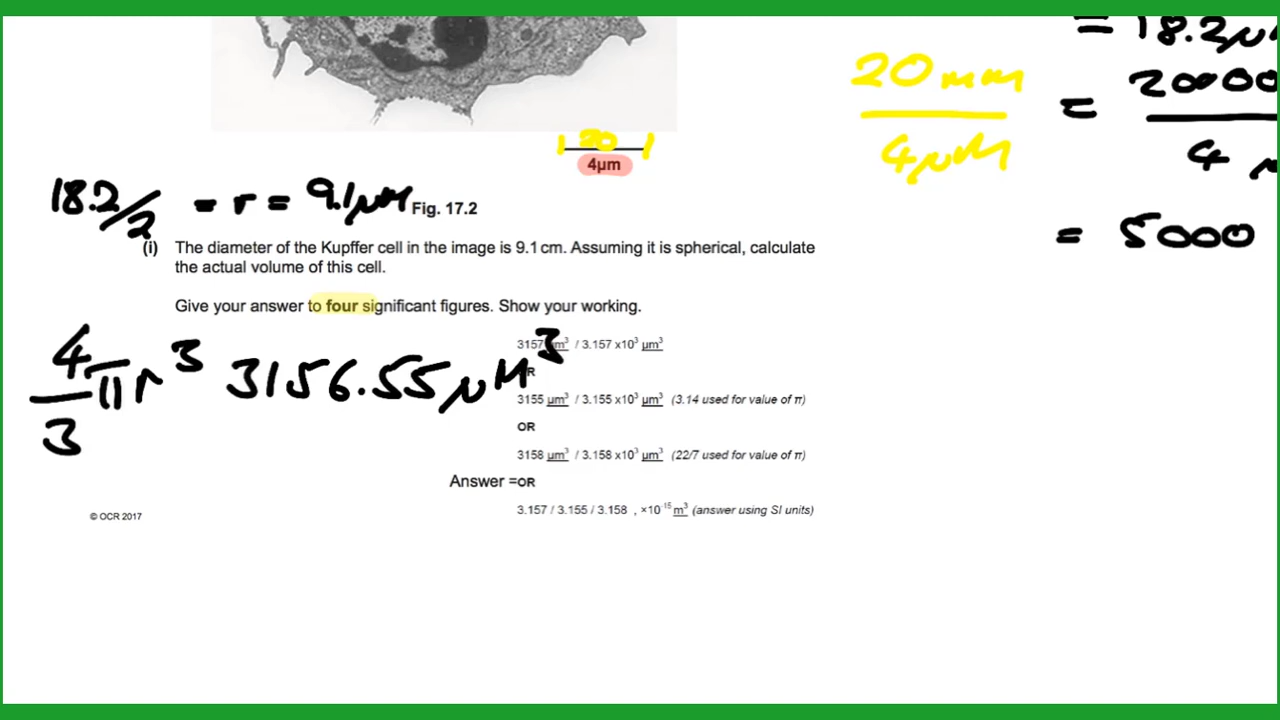 = 18.2μ
20mm / 4μM = 20000 / 4 μ
= 5000
20
4μm
18.2/2 = r = 9.1μM
Fig. 17.2
(i) The diameter of the Kupffer cell in the image is 9.1 cm. Assuming it is spherical, calculate
the actual volume of this cell.
Give your answer to four significant figures. Show your working.
4/3 πr³ 3156.55μM³
3157 μm³ / 3.157 x10³ μm³
OR
3155 μm³ / 3.155 x10³ μm³ (3.14 used for value of π)
OR
3158 μm³ / 3.158 x10³ μm³ (22/7 used for value of π)
Answer =OR
3.157 / 3.155 / 3.158 , ×10⁻¹⁵ m³ (answer using SI units)
© OCR 2017